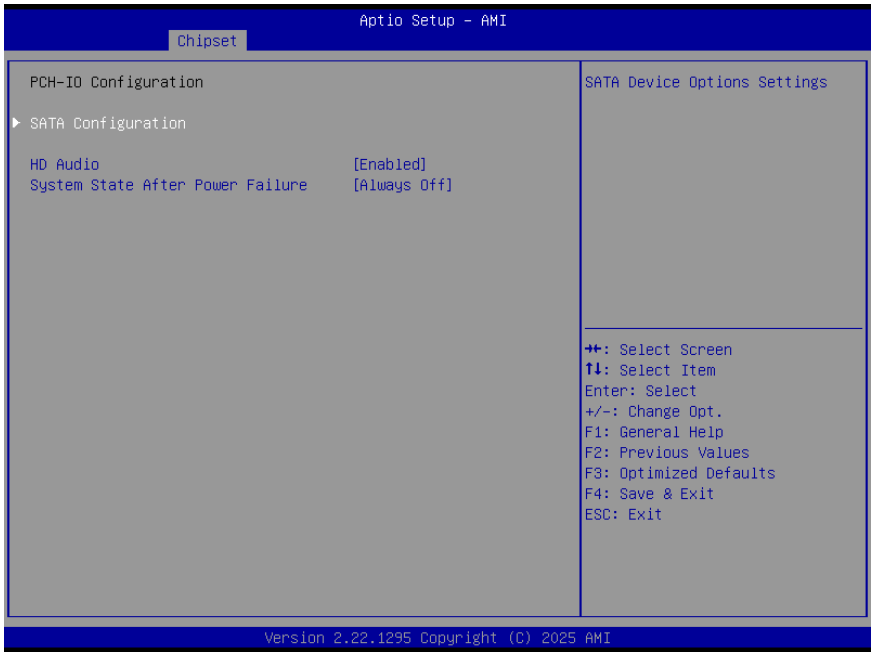 Aptio Setup – AMI
Chipset
PCH-IO Configuration
SATA Configuration
HD Audio [Enabled]
System State After Power Failure [Always Off]
SATA Device Options Settings
→←: Select Screen
↑↓: Select Item
Enter: Select
+/-: Change Opt.
F1: General Help
F2: Previous Values
F3: Optimized Defaults
F4: Save & Exit
ESC: Exit
Version 2.22.1295 Copyright (C) 2025 AMI